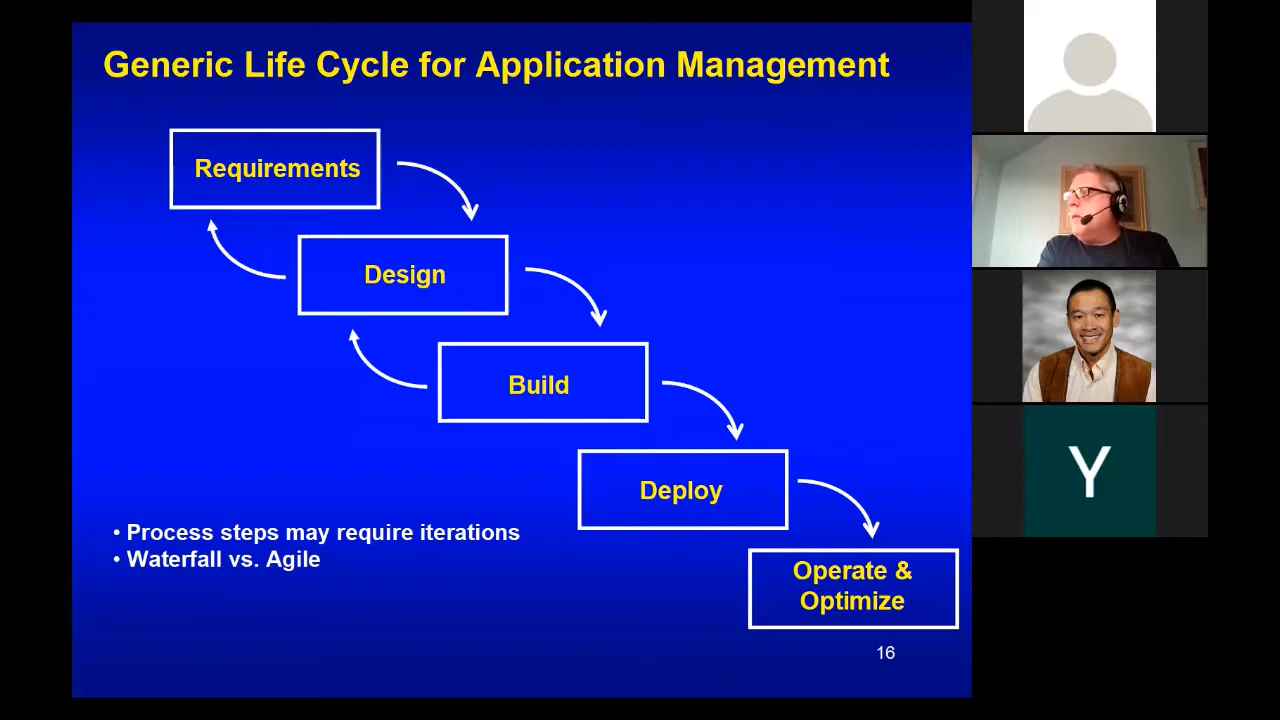 Generic Life Cycle for Application Management
Requirements
Design
Build
Deploy
Operate &
Optimize
• Process steps may require iterations
• Waterfall vs. Agile
16
Y